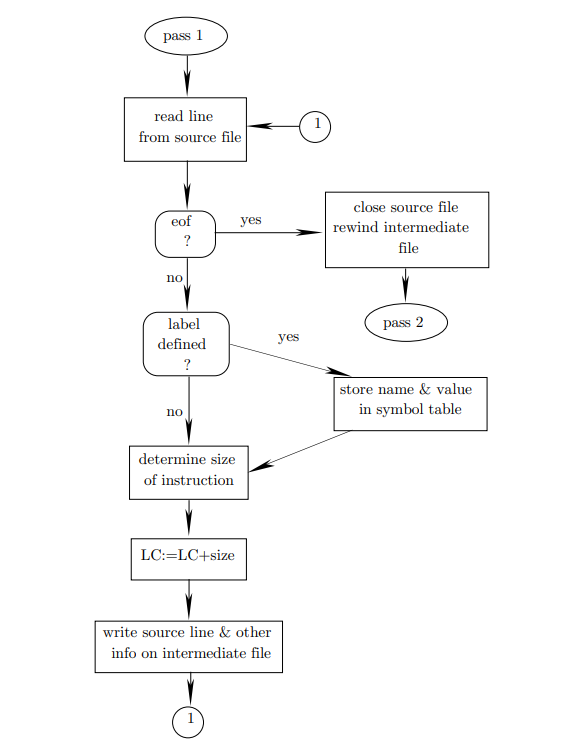 pass 1
read line
from source file
1
eof
?
yes
close source file
rewind intermediate
file
no
pass 2
label
defined
?
yes
store name & value
in symbol table
no
determine size
of instruction
LC:=LC+size
write source line & other
info on intermediate file
1